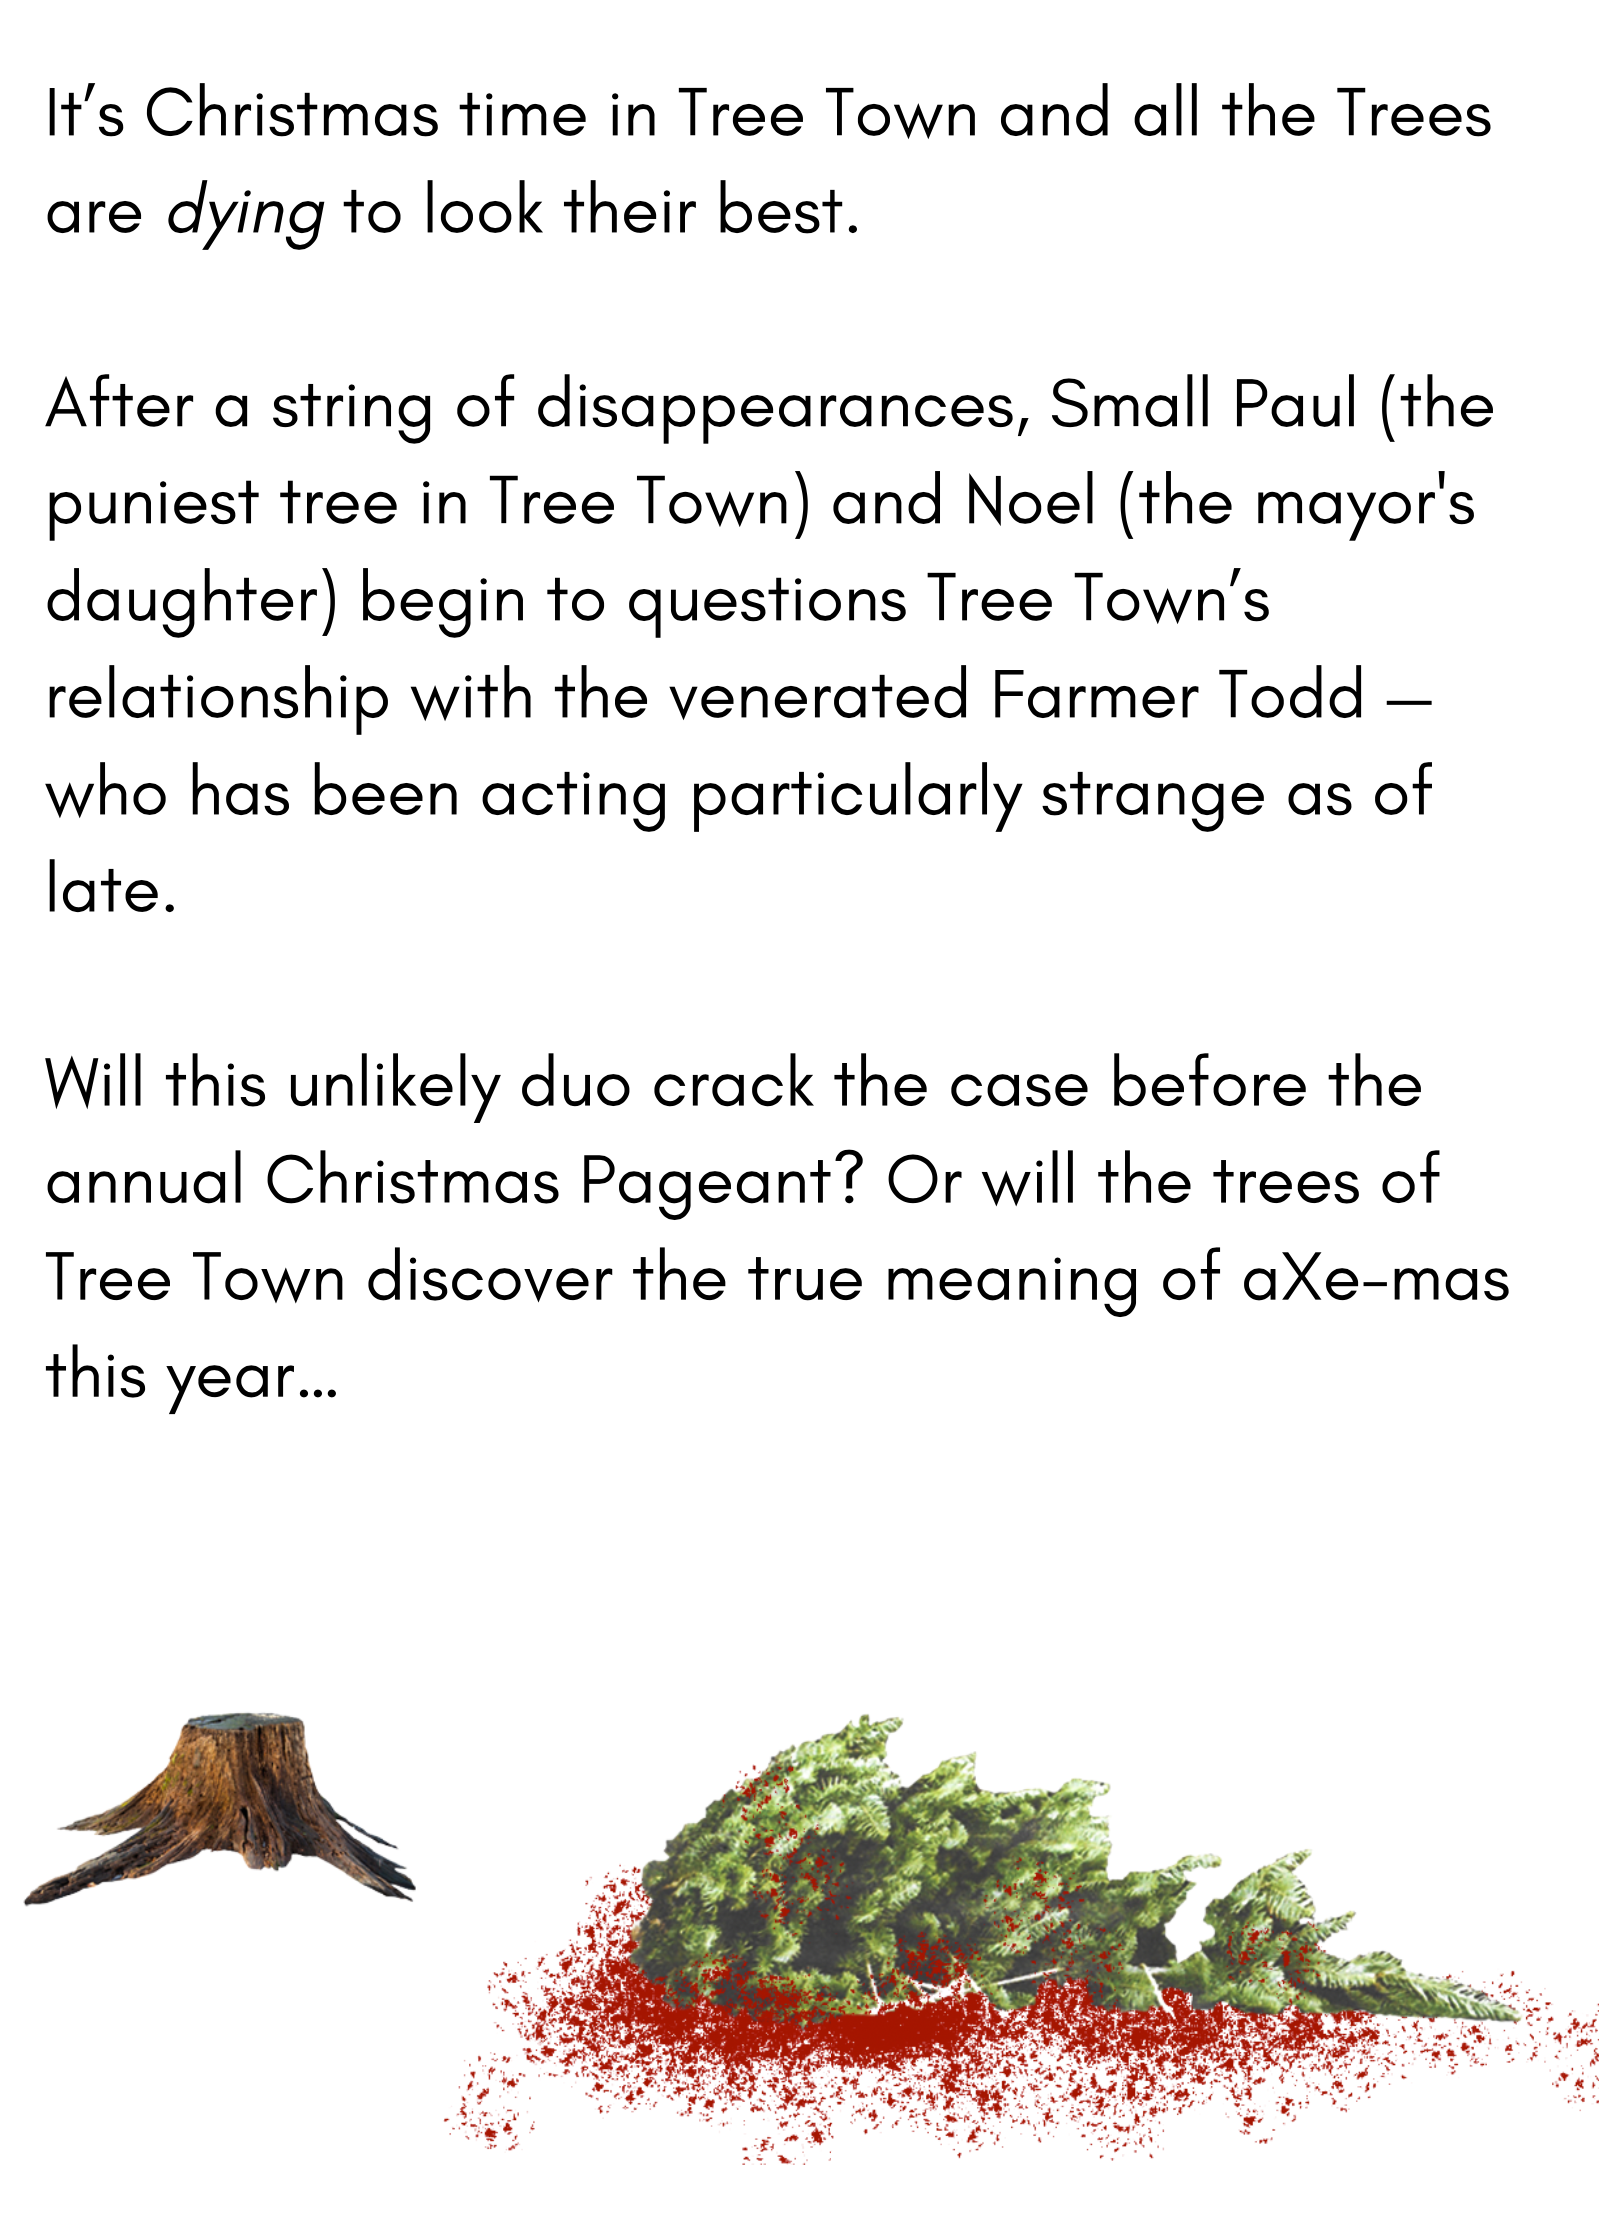 It’s Christmas time in Tree Town and all the Trees
are dying to look their best.
After a string of disappearances, Small Paul (the
puniest tree in Tree Town) and Noel (the mayor's
daughter) begin to questions Tree Town’s
relationship with the venerated Farmer Todd —
who has been acting particularly strange as of
late.
Will this unlikely duo crack the case before the
annual Christmas Pageant? Or will the trees of
Tree Town discover the true meaning of aXe-mas
this year...